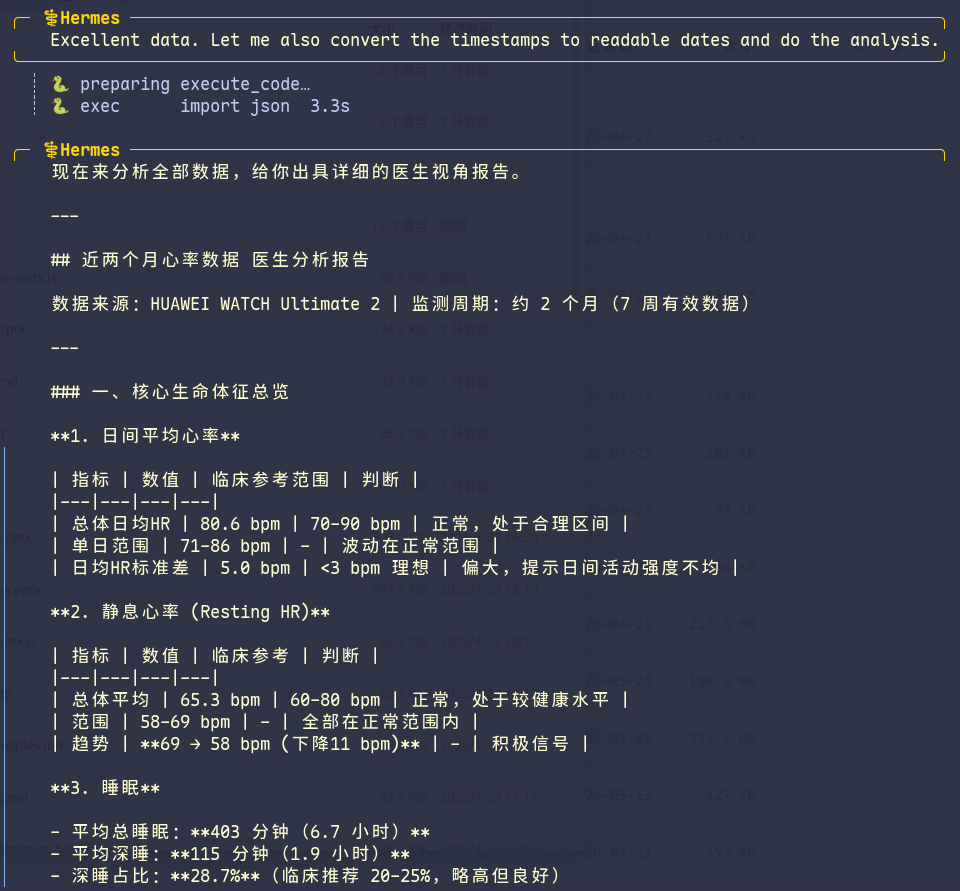 ⚕Hermes
Excellent data. Let me also convert the timestamps to readable dates and do the analysis.
🐍 preparing execute_code…
🐍 exec      import json  3.3s
⚕Hermes
现在来分析全部数据，给你出具详细的医生视角报告。
———
## 近两个月心率数据 医生分析报告
数据来源：HUAWEI WATCH Ultimate 2 | 监测周期：约 2 个月（7 周有效数据）
———
### 一、核心生命体征总览
**1. 日间平均心率**
| 指标 | 数值 | 临床参考范围 | 判断 |
|---|---|---|---|
| 总体日均HR | 80.6 bpm | 70-90 bpm | 正常，处于合理区间 |
| 单日范围 | 71-86 bpm | - | 波动在正常范围 |
| 日均HR标准差 | 5.0 bpm | <3 bpm 理想 | 偏大，提示日间活动强度不均 |
**2. 静息心率 (Resting HR)**
| 指标 | 数值 | 临床参考 | 判断 |
|---|---|---|---|
| 总体平均 | 65.3 bpm | 60-80 bpm | 正常，处于较健康水平 |
| 范围 | 58-69 bpm | - | 全部在正常范围内 |
| 趋势 | **69 → 58 bpm (下降11 bpm)** | - | 积极信号 |
**3. 睡眠**
- 平均总睡眠：**403 分钟（6.7 小时）**
- 平均深睡：**115 分钟（1.9 小时）**
- 深睡占比：**28.7%**（临床推荐 20-25%，略高但良好）